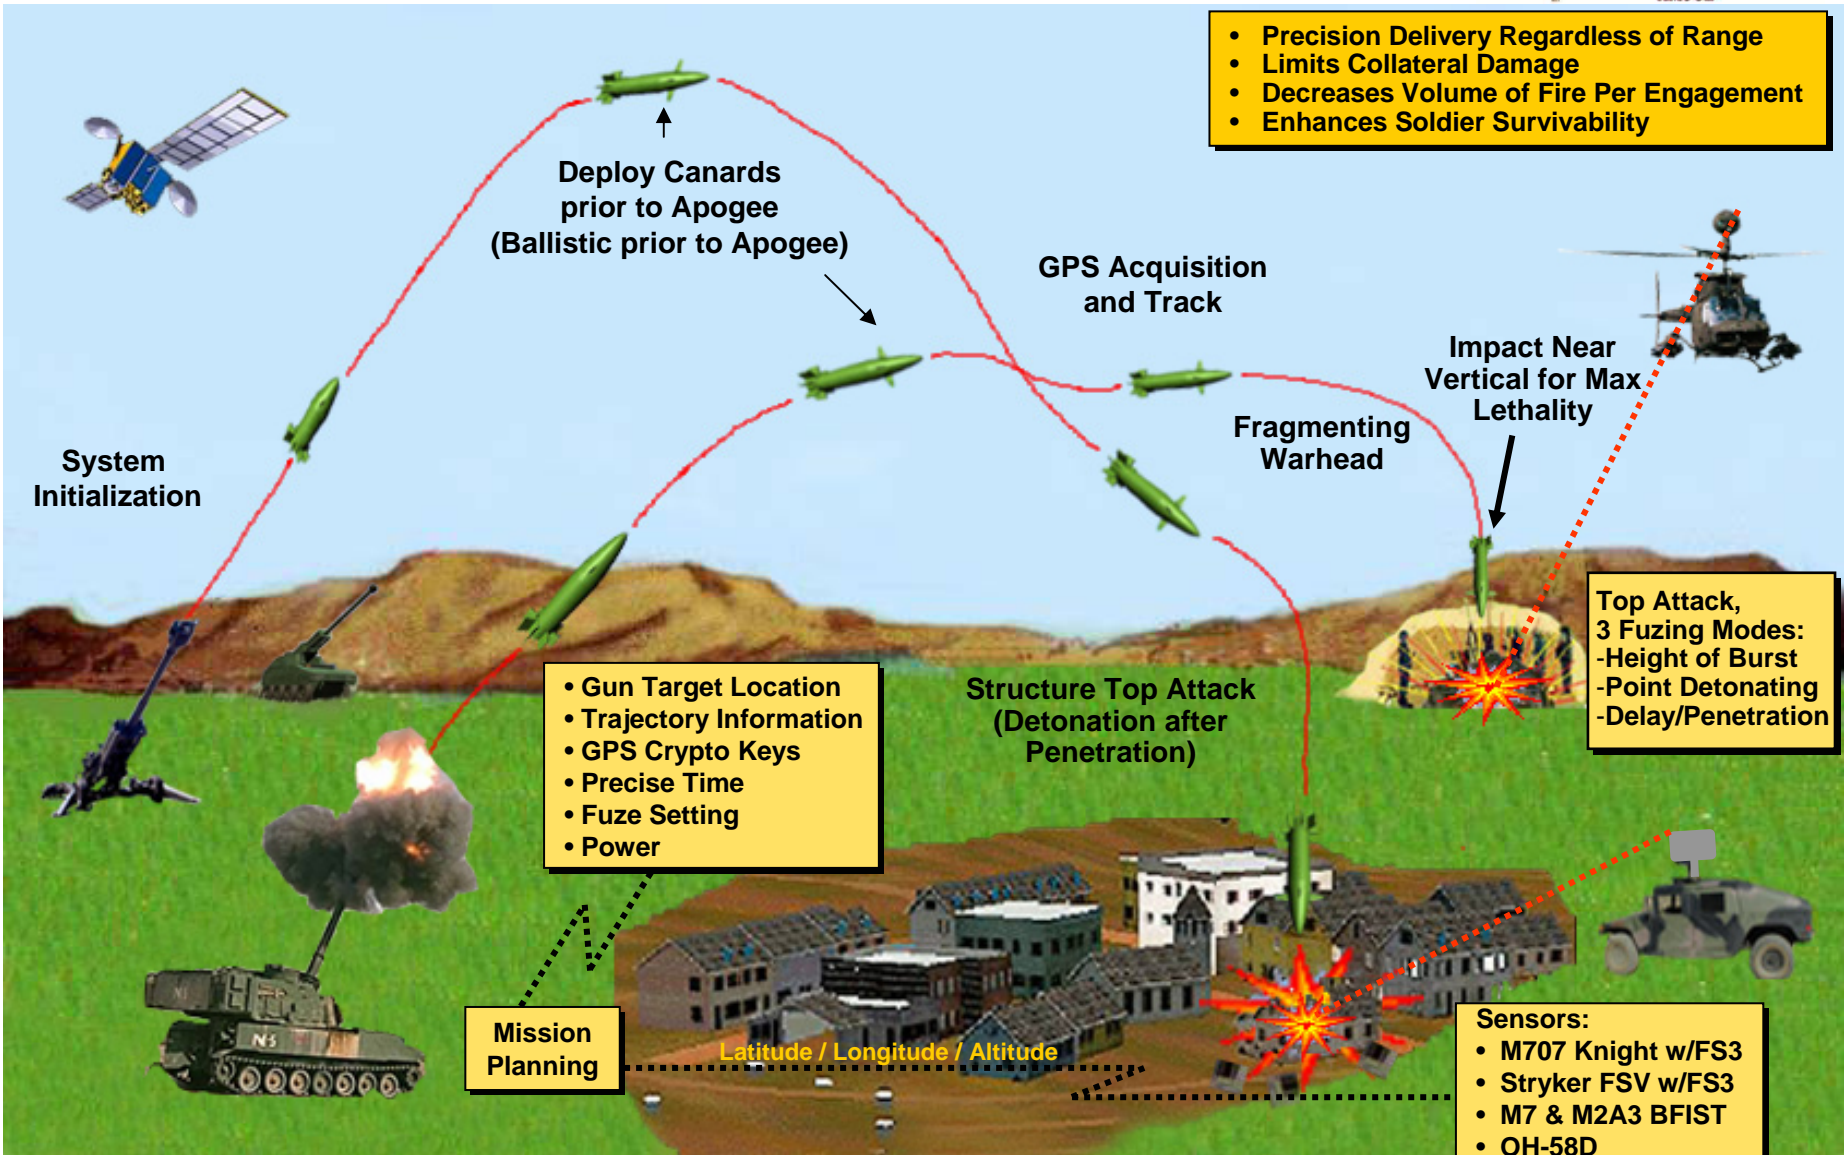 • Precision Delivery Regardless of Range
• Limits Collateral Damage
• Decreases Volume of Fire Per Engagement
• Enhances Soldier Survivability
Deploy Canards
prior to Apogee
(Ballistic prior to Apogee)
GPS Acquisition
and Track
Impact Near
Vertical for Max
Lethality
Fragmenting
Warhead
System
Initialization
Top Attack,
3 Fuzing Modes:
-Height of Burst
-Point Detonating
-Delay/Penetration
• Gun Target Location
• Trajectory Information
• GPS Crypto Keys
• Precise Time
• Fuze Setting
• Power
Structure Top Attack
(Detonation after
Penetration)
Mission
Planning
Latitude / Longitude / Altitude
Sensors:
• M707 Knight w/FS3
• Stryker FSV w/FS3
• M7 & M2A3 BFIST
• OH-58D